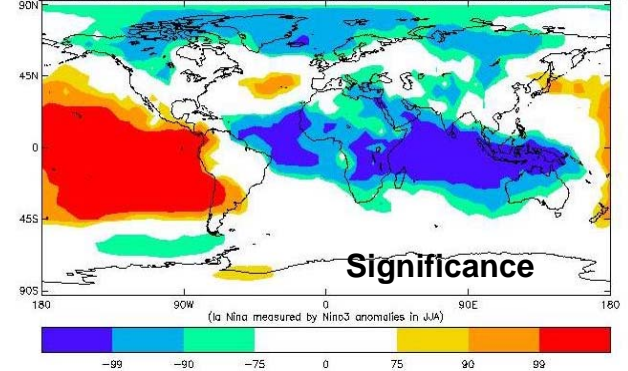 90N
45N
0
45S
90S
Significance
180 90W 0 90E 180
(la Nina measured by Nino3 anomalies in JJA)
-99 -90 -75 0 75 90 99